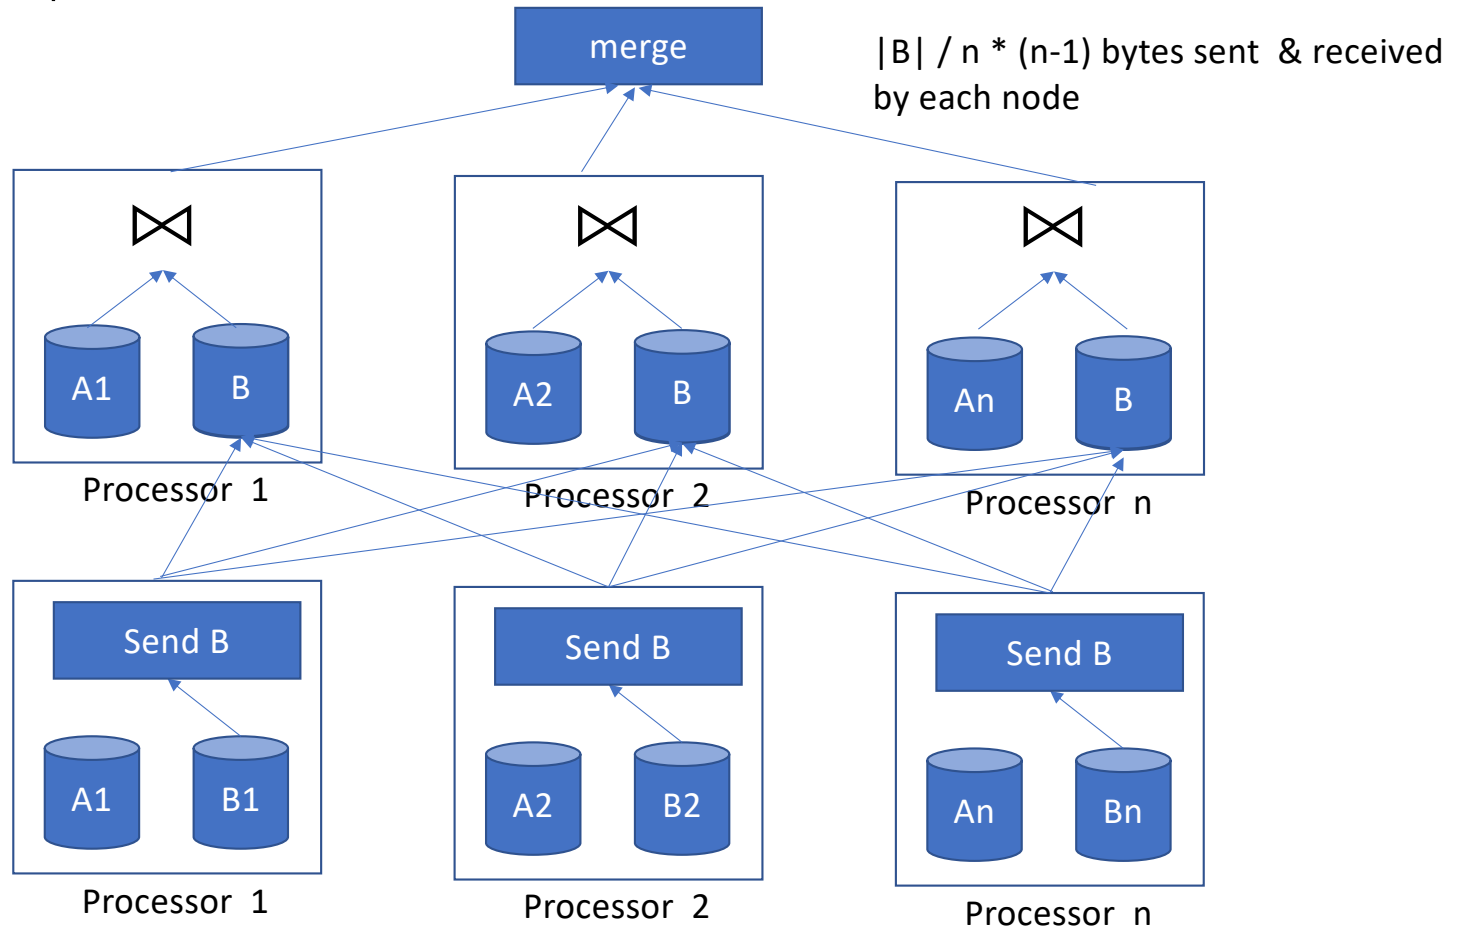 merge
|B| / n * (n-1) bytes sent & received
by each node
A1
B
A2
B
An
B
Processor 1
Processor 2
Processor n
Send B
Send B
Send B
A1
B1
A2
B2
An
Bn
Processor 1
Processor 2
Processor n